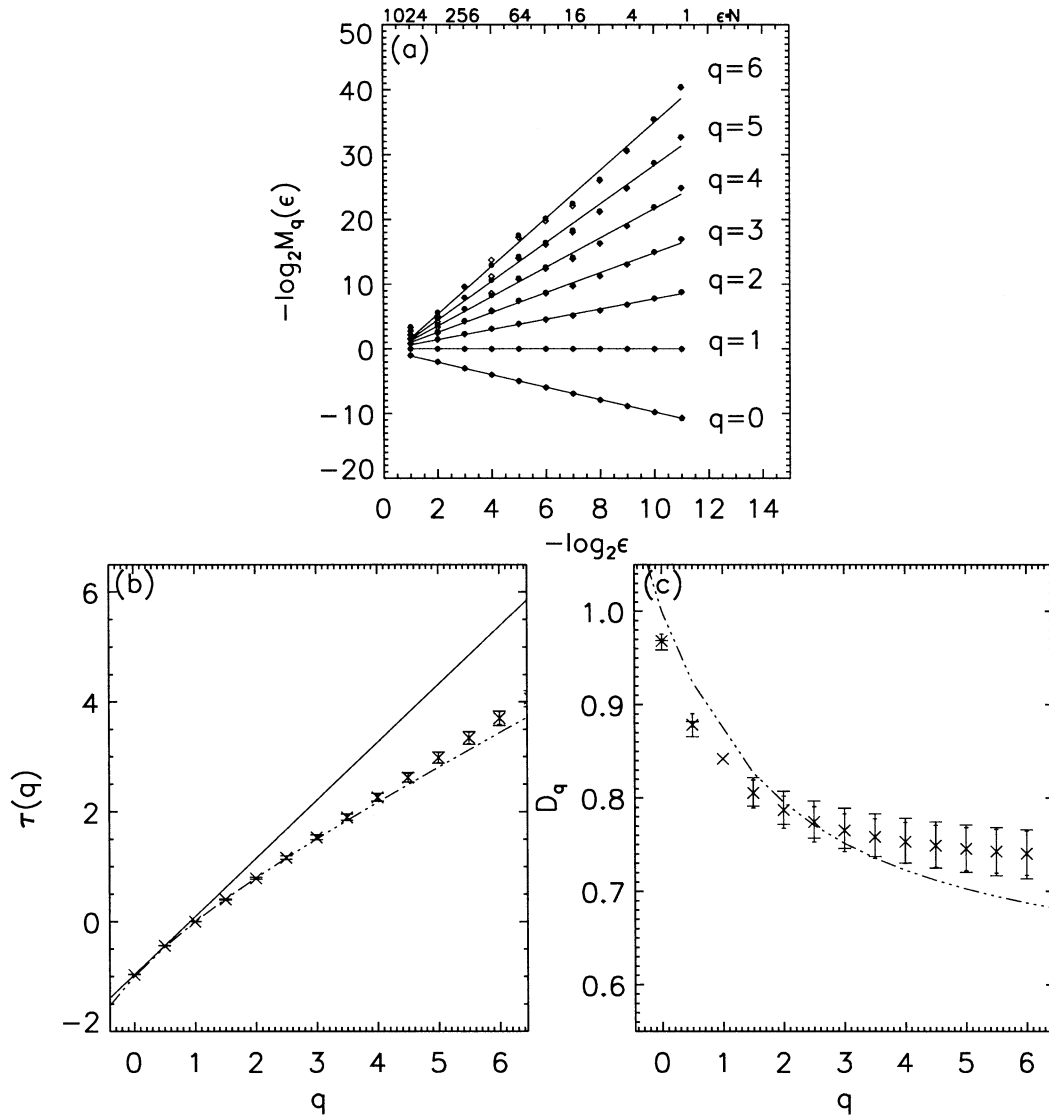 1024 256 64 16 4 1 ϵ•N
(a)
50
40
30
20
10
0
−10
−20
−log₂M_q(ϵ)
q=6
q=5
q=4
q=3
q=2
q=1
q=0
0 2 4 6 8 10 12 14
−log₂ϵ
(b)
6
4
2
0
−2
τ(q)
0 1 2 3 4 5 6
q
(c)
1.0
0.9
0.8
0.7
0.6
D_q
0 1 2 3 4 5 6
q